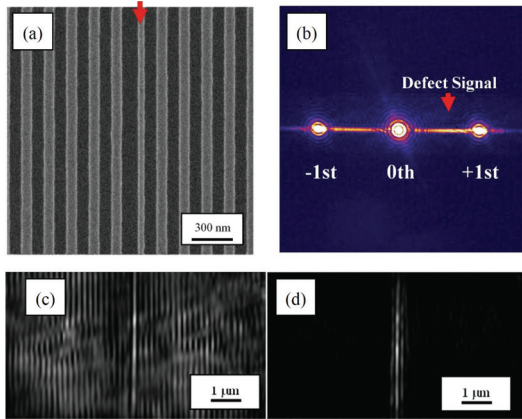 (a)
300 nm
(b)
Defect Signal
-1st 0th +1st
(c)
1 μm
(d)
1 μm